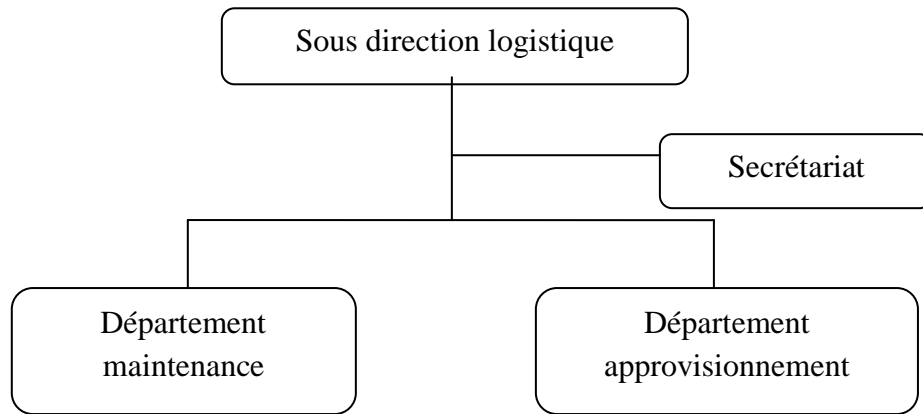 Sous direction logistique
Secrétariat
Département
maintenance
Département
approvisionnement